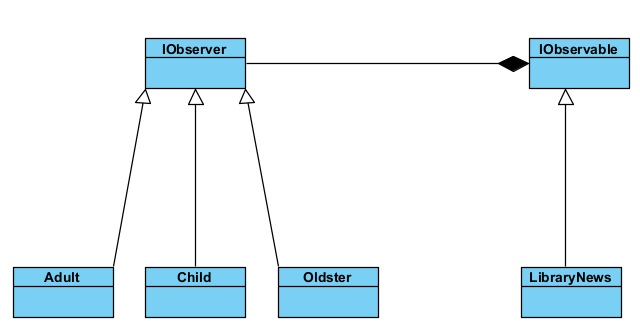 IObserver
IObservable
Adult
Child
Oldster
LibraryNews